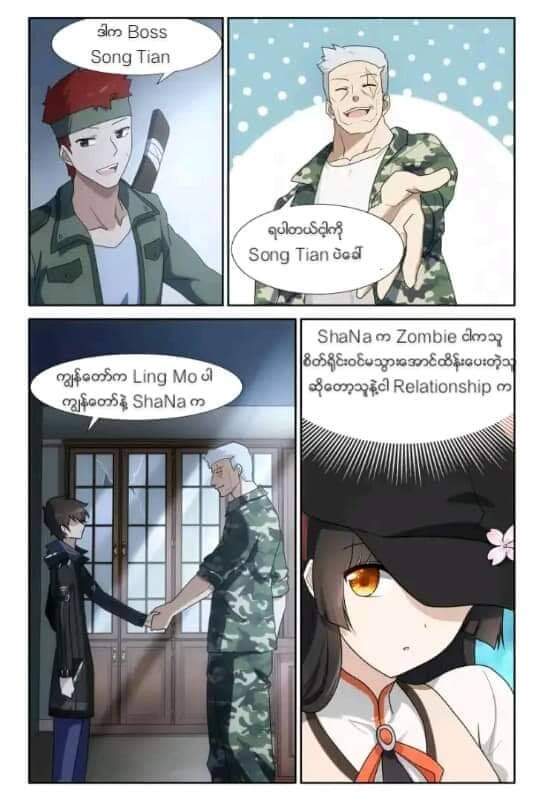 ဒါက Boss
Song Tian
ရပါတယ်ငါ့ကို
Song Tian ပဲခေါ်
ကျွန်တော်က Ling Mo ပါ
ကျွန်တော်နဲ့ ShaNa က
ShaNa က Zombie ငါကသူ
စိတ်ရိုင်းဝင်မသွားအောင်ထိန်းပေးတဲ့သူ
ဆိုတော့သူနဲ့ငါ Relationship က